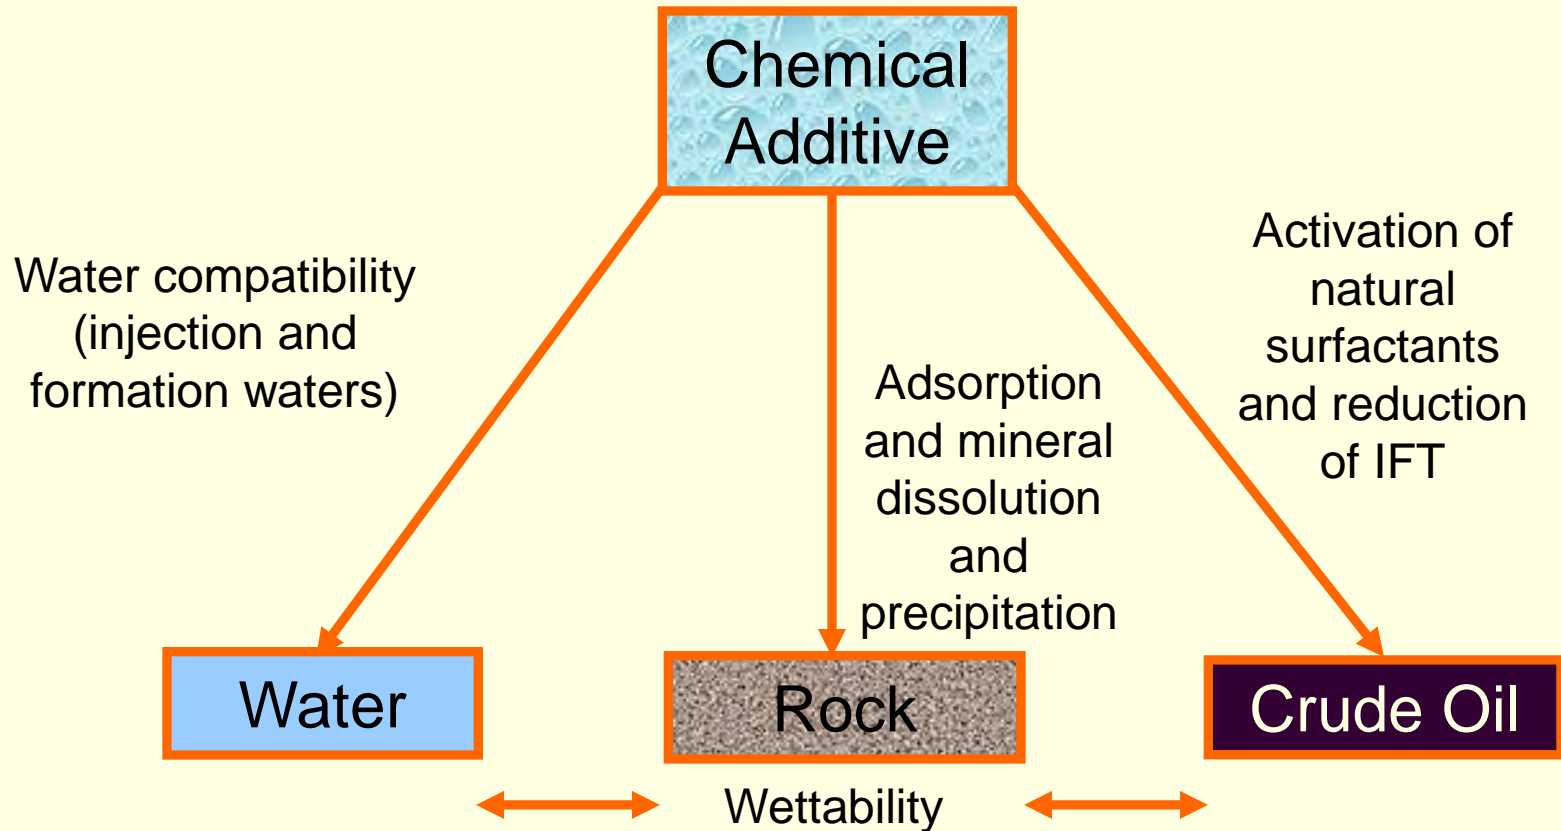 Chemical
Additive
Water compatibility
(injection and
formation waters)
Adsorption
and mineral
dissolution
and
precipitation
Activation of
natural
surfactants
and reduction
of IFT
Water
Rock
Crude Oil
Wettability